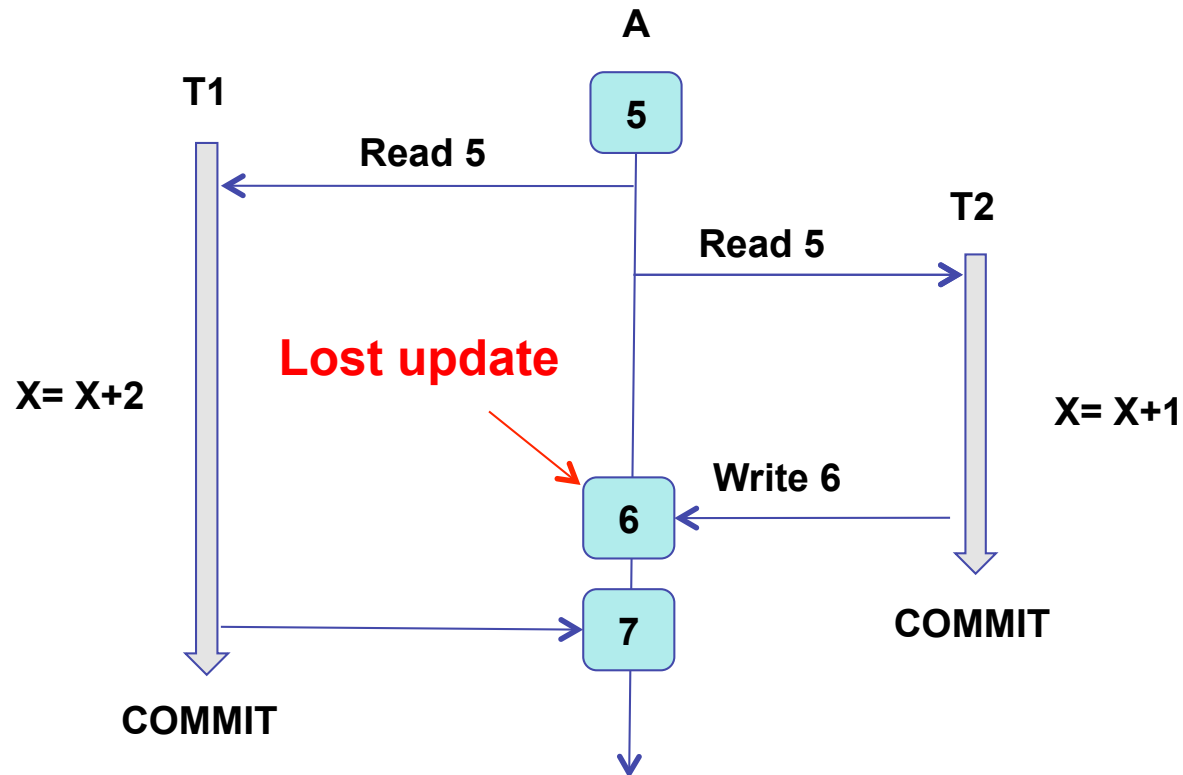 A
T1
5
Read 5
T2
Read 5
Lost update
X= X+2
X= X+1
Write 6
6
7
COMMIT
COMMIT